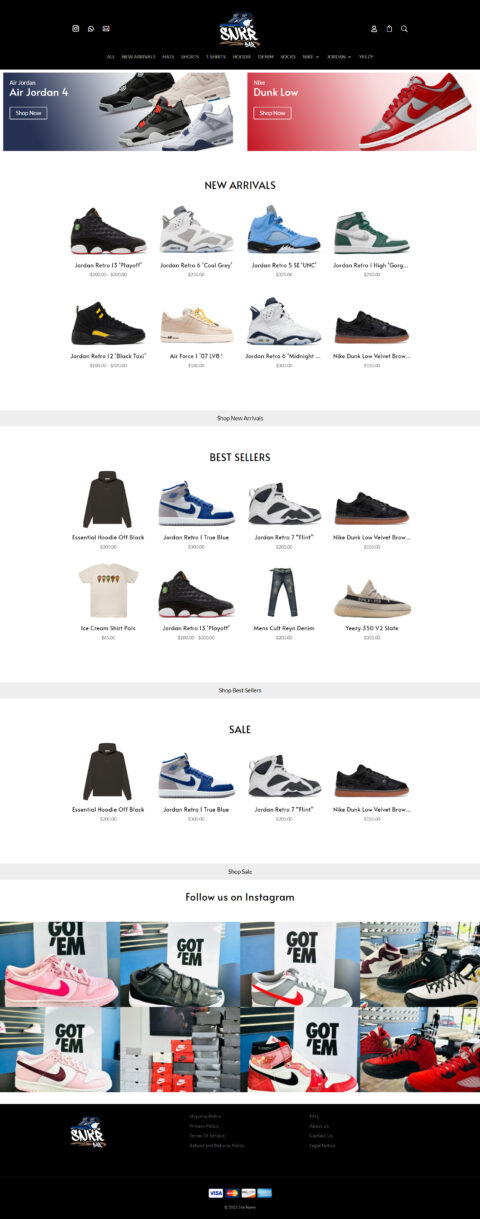 SNKR
BAR
ALL NEW ARRIVALS HATS SHORTS T-SHIRTS HOODIE DENIM SOCKS NIKE JORDAN YEEZY
Air Jordan
Air Jordan 4
Shop Now
Nike
Dunk Low
Shop Now
NEW ARRIVALS
Jordan Retro 13 'Playoff'
$200.00 - $300.00
Jordan Retro 6 'Cool Grey'
$250.00
Jordan Retro 5 SE 'UNC'
$325.00
Jordan Retro 1 High 'Gorg...
$250.00
Jordan Retro 12 'Black Taxi'
$260.00 - $320.00
Air Force 1 '07 LV8 '
$180.00
Jordan Retro 6 'Midnight ...
$300.00
Nike Dunk Low Velvet Brow...
$150.00
Shop New Arrivals
BEST SELLERS
Essential Hoodie Off Black
$200.00
Jordan Retro 1 True Blue
$300.00
Jordan Retro 7 "Flint"
$200.00
Nike Dunk Low Velvet Brow...
$150.00
Ice Cream Shirt Pals
$65.00
Jordan Retro 13 'Playoff'
$200.00 - $300.00
Mens Cult Reyn Denim
$200.00
Yeezy 350 V2 Slate
$350.00
Shop Best Sellers
SALE
Essential Hoodie Off Black
$200.00
Jordan Retro 1 True Blue
$300.00
Jordan Retro 7 "Flint"
$200.00
Nike Dunk Low Velvet Brow...
$150.00
Shop Sale
Follow us on Instagram
GOT 'EM
GOT 'EM
GOT 'EM
GOT 'EM
GOT 'EM
SNKR
BAR
Shipping Policy
Privacy Policy
Terms Of Service
Refund and Returns Policy
FAQ
About Us
Contact Us
Legal Notice
VISA
© 2023 Site Name